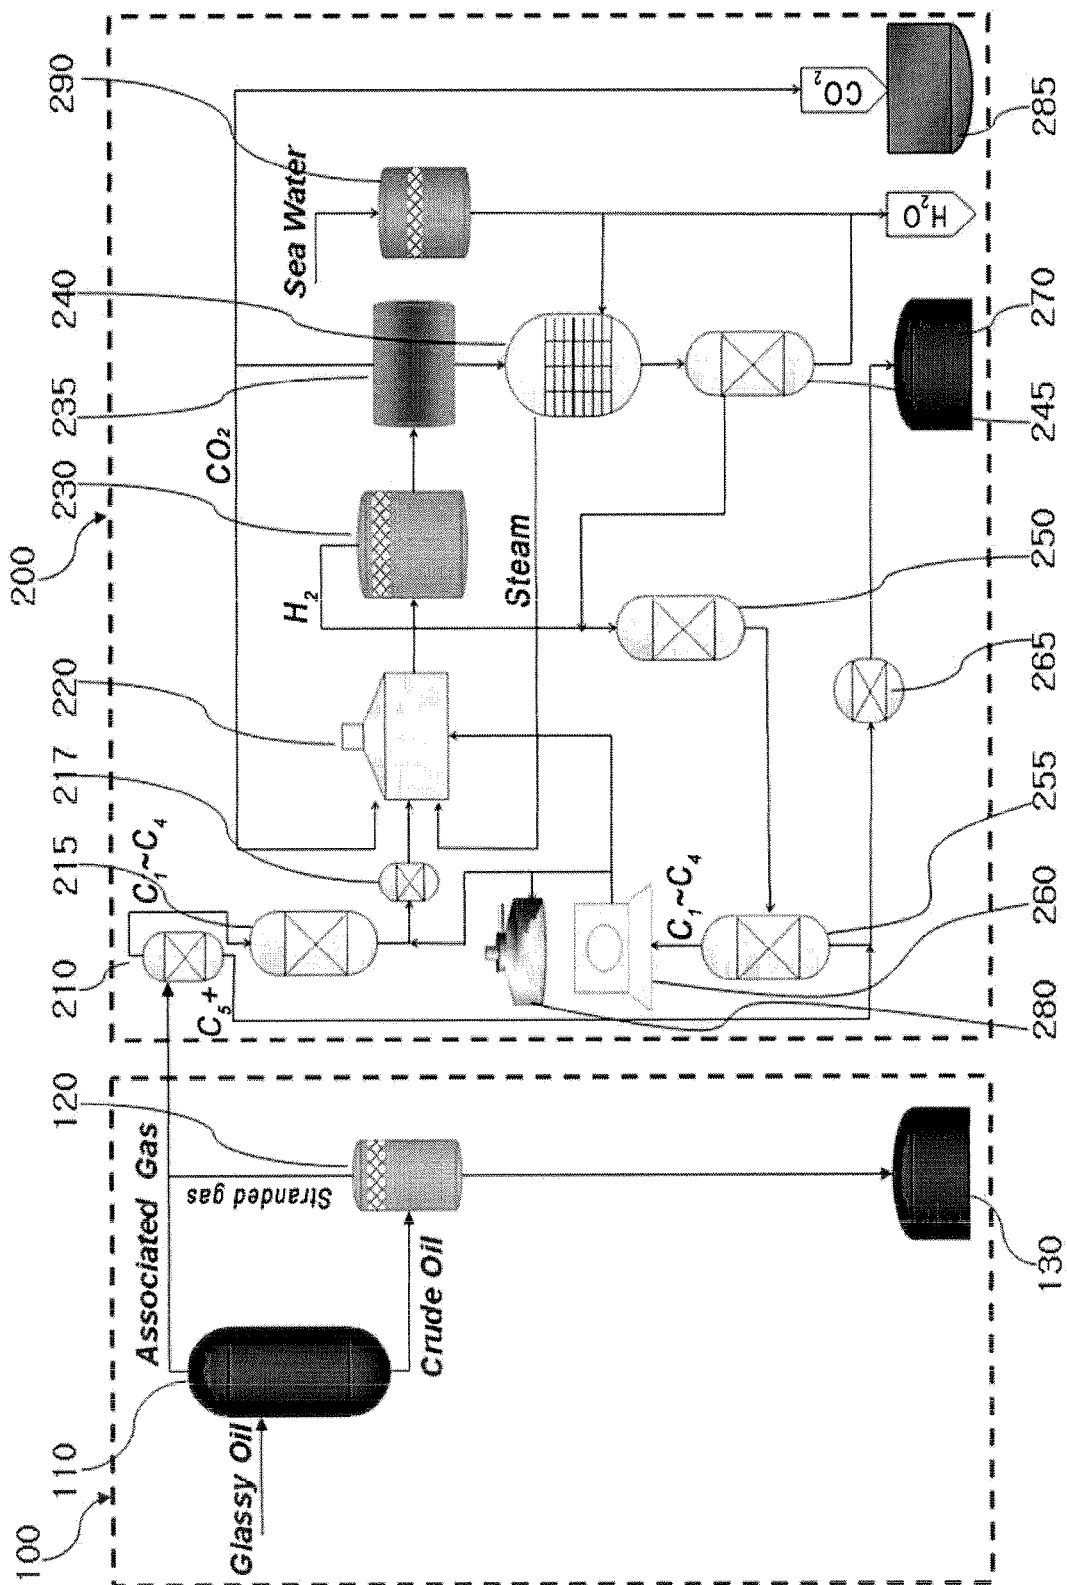 100
110
120
200
210
215
217
220
230
235
240
290
Glassy Oil
Associated Gas
Stranded gas
Crude Oil
C₁~C₄
C₅+
H₂
CO₂
Steam
Sea Water
C₁~C₄
H₂O
CO₂
130
280
260
255
265
250
245
270
285